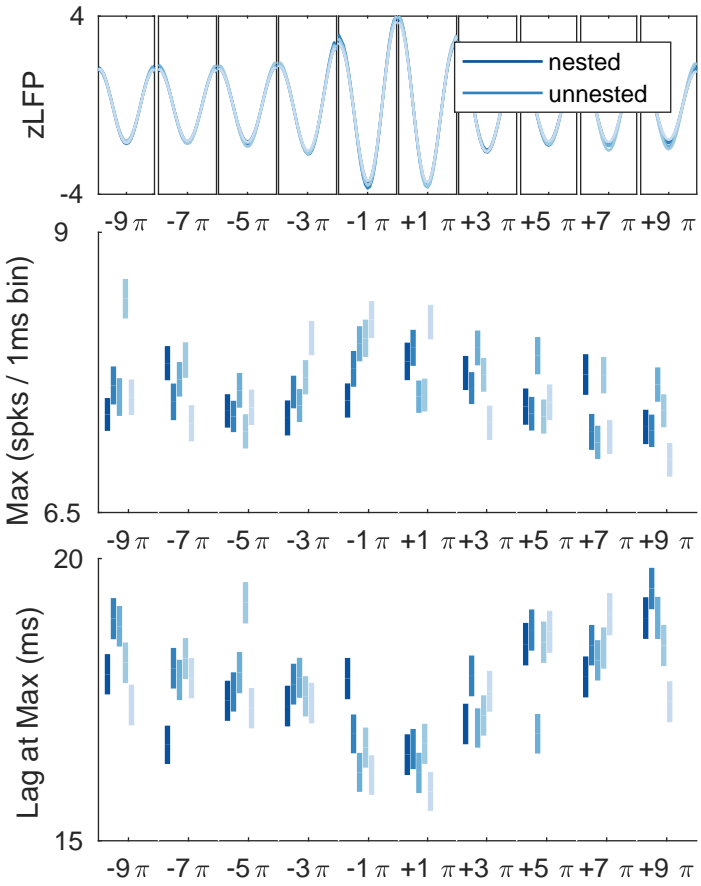 4
zLFP
-4
nested
unnested
-9 π -7 π -5 π -3 π -1 π +1 π +3 π +5 π +7 π +9 π
9
Max (spks / 1ms bin)
6.5
-9 π -7 π -5 π -3 π -1 π +1 π +3 π +5 π +7 π +9 π
20
Lag at Max (ms)
15
-9 π -7 π -5 π -3 π -1 π +1 π +3 π +5 π +7 π +9 π